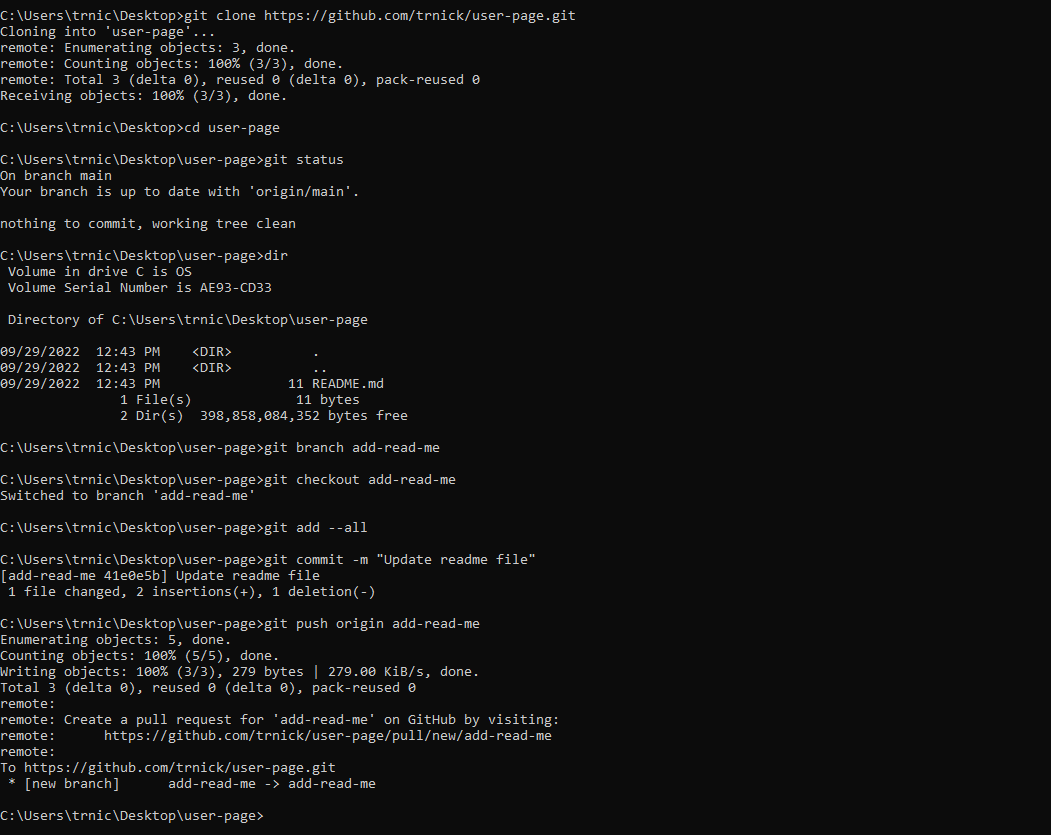 C:\Users\trnic\Desktop>git clone https://github.com/trnick/user-page.git
Cloning into 'user-page'...
remote: Enumerating objects: 3, done.
remote: Counting objects: 100% (3/3), done.
remote: Total 3 (delta 0), reused 0 (delta 0), pack-reused 0
Receiving objects: 100% (3/3), done.
C:\Users\trnic\Desktop>cd user-page
C:\Users\trnic\Desktop\user-page>git status
On branch main
Your branch is up to date with 'origin/main'.
nothing to commit, working tree clean
C:\Users\trnic\Desktop\user-page>dir
 Volume in drive C is OS
 Volume Serial Number is AE93-CD33
 Directory of C:\Users\trnic\Desktop\user-page
09/29/2022  12:43 PM    <DIR>          .
09/29/2022  12:43 PM    <DIR>          ..
09/29/2022  12:43 PM                11 README.md
               1 File(s)             11 bytes
               2 Dir(s)  398,858,084,352 bytes free
C:\Users\trnic\Desktop\user-page>git branch add-read-me
C:\Users\trnic\Desktop\user-page>git checkout add-read-me
Switched to branch 'add-read-me'
C:\Users\trnic\Desktop\user-page>git add --all
C:\Users\trnic\Desktop\user-page>git commit -m "Update readme file"
[add-read-me 41e0e5b] Update readme file
 1 file changed, 2 insertions(+), 1 deletion(-)
C:\Users\trnic\Desktop\user-page>git push origin add-read-me
Enumerating objects: 5, done.
Counting objects: 100% (5/5), done.
Writing objects: 100% (3/3), 279 bytes | 279.00 KiB/s, done.
Total 3 (delta 0), reused 0 (delta 0), pack-reused 0
remote:
remote: Create a pull request for 'add-read-me' on GitHub by visiting:
remote:      https://github.com/trnick/user-page/pull/new/add-read-me
remote:
To https://github.com/trnick/user-page.git
 * [new branch]      add-read-me -> add-read-me
C:\Users\trnic\Desktop\user-page>